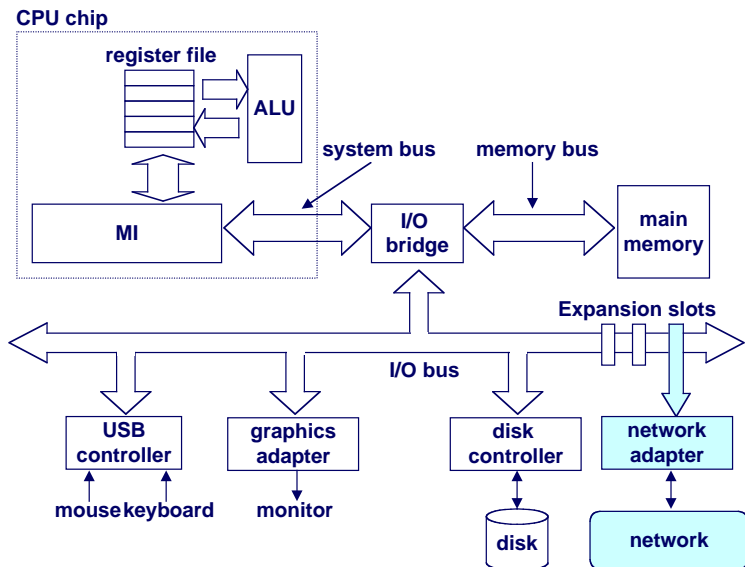 CPU chip
register file
ALU
system bus
memory bus
MI
I/O
bridge
main
memory
Expansion slots
I/O bus
USB
controller
graphics
adapter
disk
controller
network
adapter
mouse
keyboard
monitor
disk
network